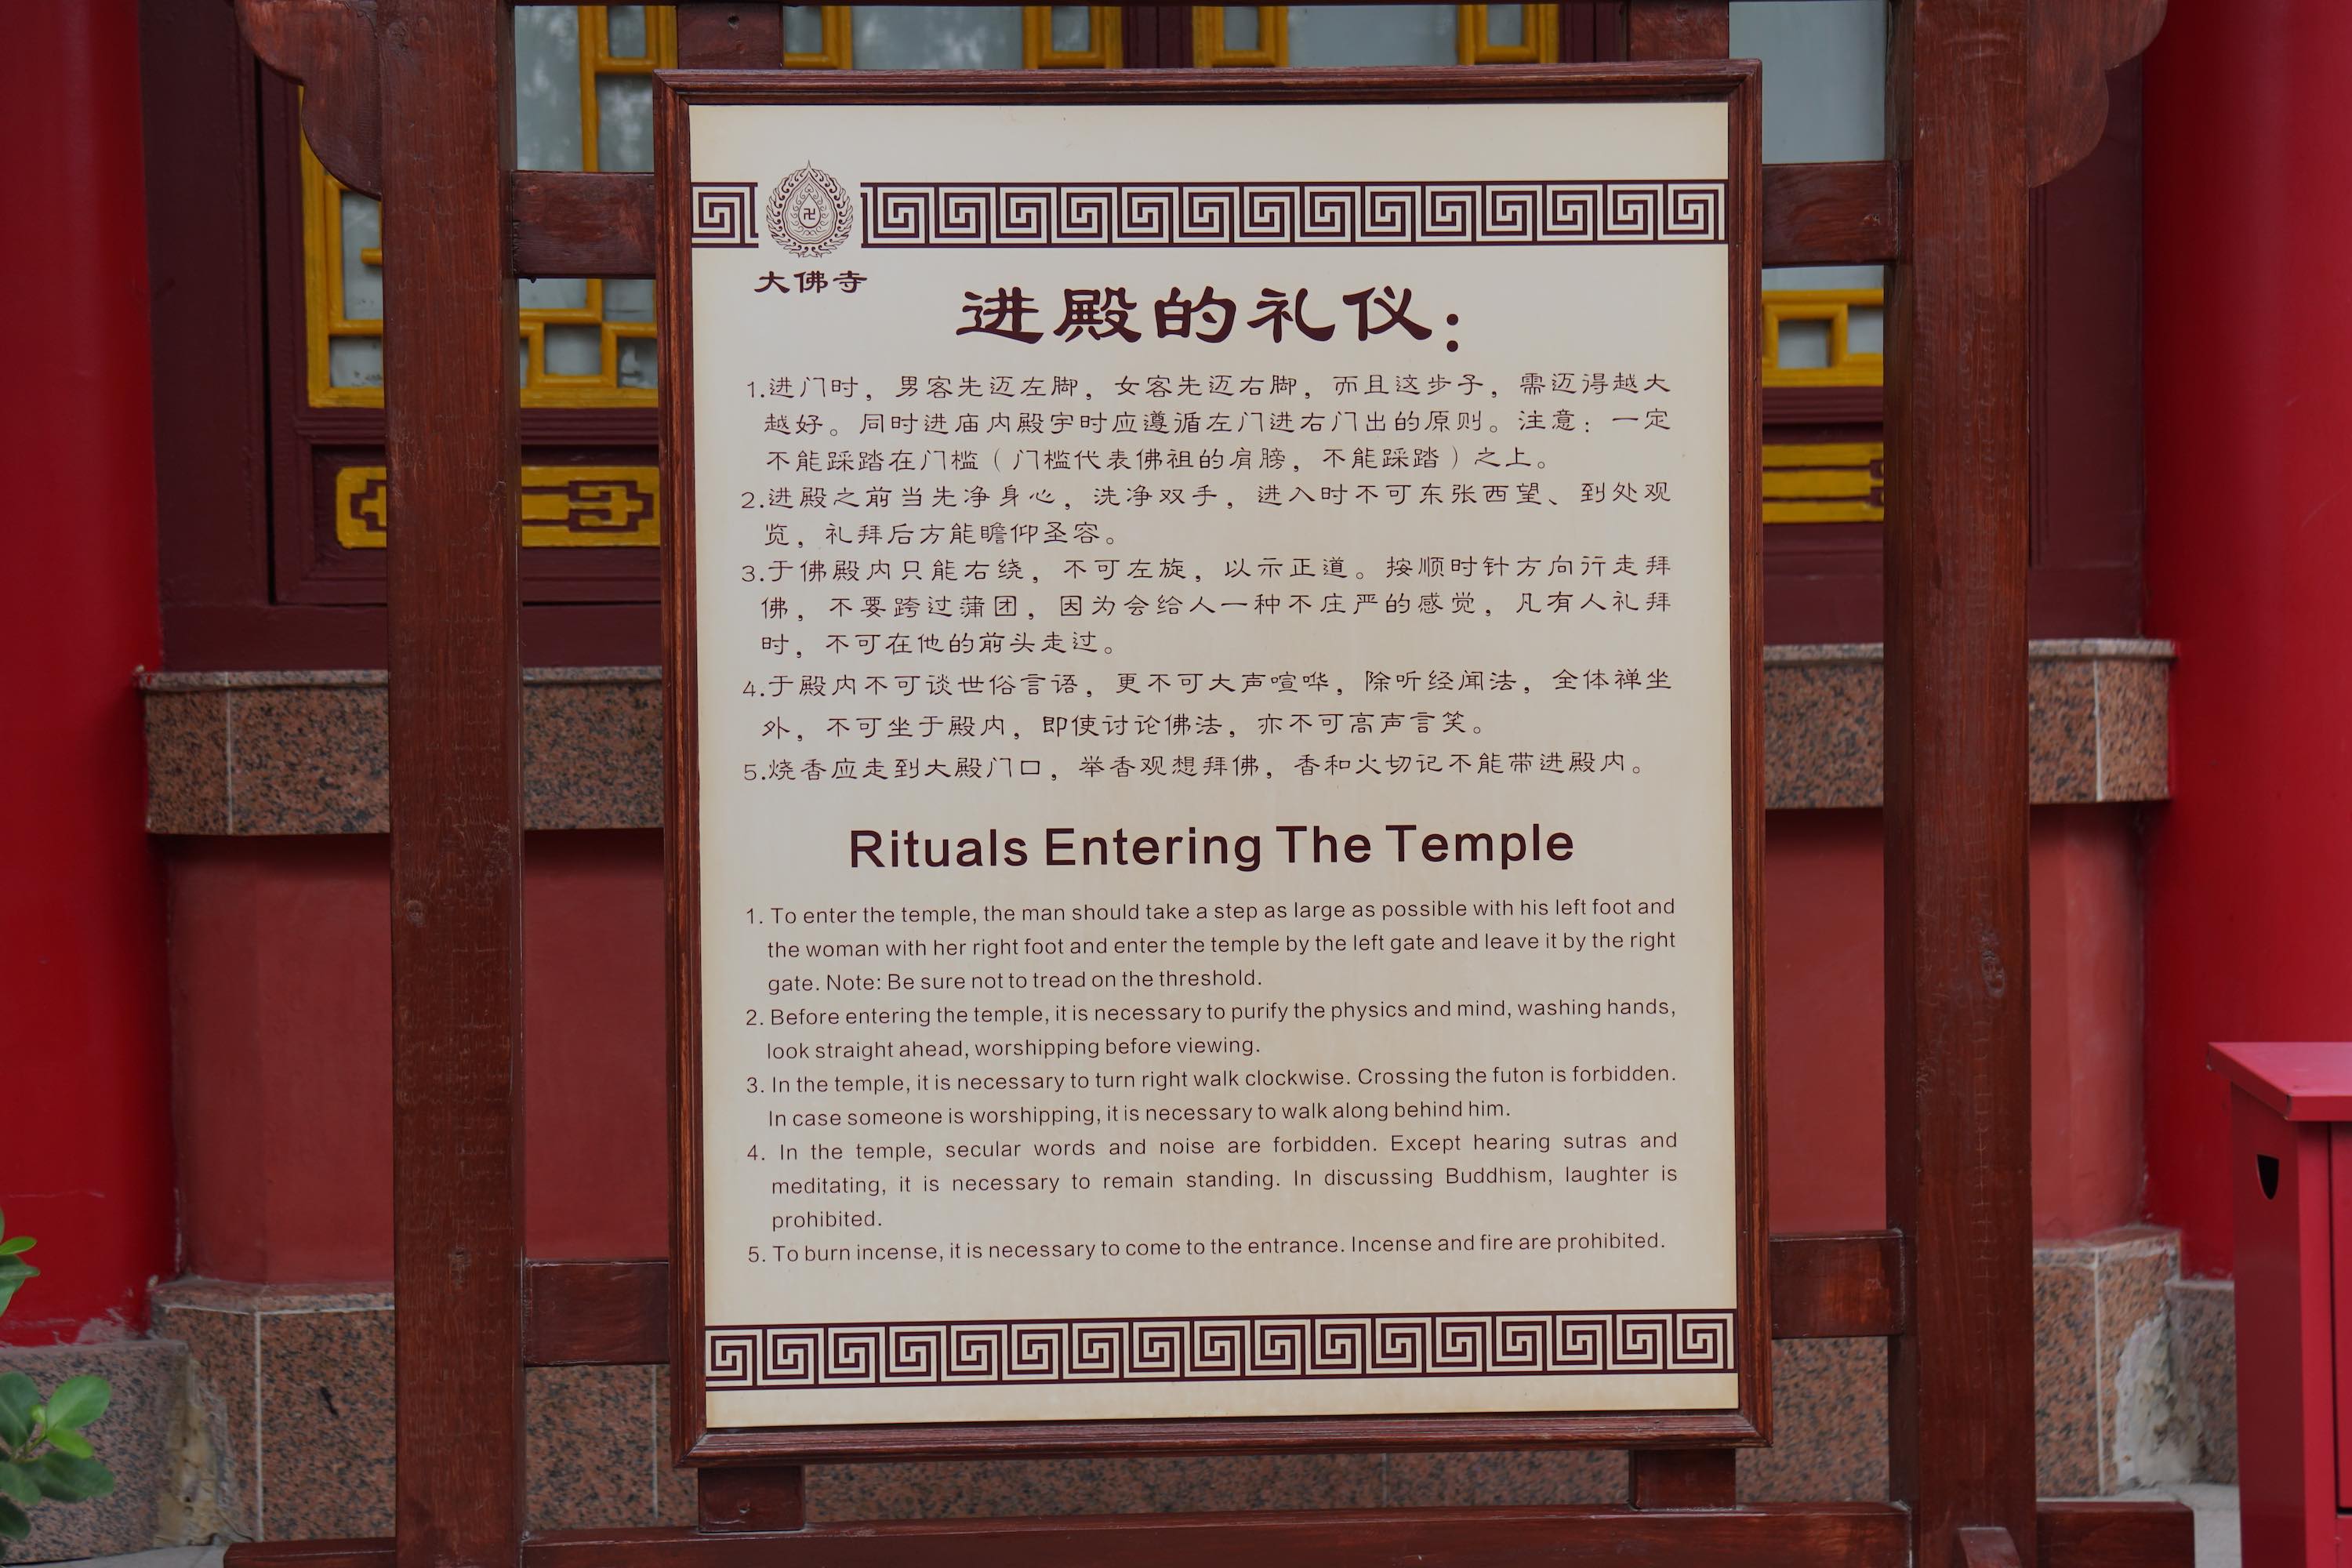 大佛寺
进殿的礼仪：
1.进门时，男客先迈左脚，女客先迈右脚，而且这步子，需迈得越大
越好。同时进庙内殿宇时应遵循左门进右门出的原则。注意：一定
不能踩踏在门槛（门槛代表佛祖的肩膀，不能踩踏）之上。
2.进殿之前当先净身心，洗净双手，进入时不可东张西望、到处观
览，礼拜后方能瞻仰圣容。
3.于佛殿内只能右绕，不可左旋，以示正道。按顺时针方向行走拜
佛，不要跨过蒲团，因为会给人一种不庄严的感觉，凡有人礼拜
时，不可在他的前头走过。
4.于殿内不可谈世俗言语，更不可大声喧哗，除听经闻法，全体禅坐
外，不可坐于殿内，即使讨论佛法，亦不可高声言笑。
5.烧香应走到大殿门口，举香观想拜佛，香和火切记不能带进殿内。
Rituals Entering The Temple
1. To enter the temple, the man should take a step as large as possible with his left foot and
the woman with her right foot and enter the temple by the left gate and leave it by the right
gate. Note: Be sure not to tread on the threshold.
2. Before entering the temple, it is necessary to purify the physics and mind, washing hands,
look straight ahead, worshipping before viewing.
3. In the temple, it is necessary to turn right walk clockwise. Crossing the futon is forbidden.
In case someone is worshipping, it is necessary to walk along behind him.
4. In the temple, secular words and noise are forbidden. Except hearing sutras and
meditating, it is necessary to remain standing. In discussing Buddhism, laughter is
prohibited.
5. To burn incense, it is necessary to come to the entrance. Incense and fire are prohibited.